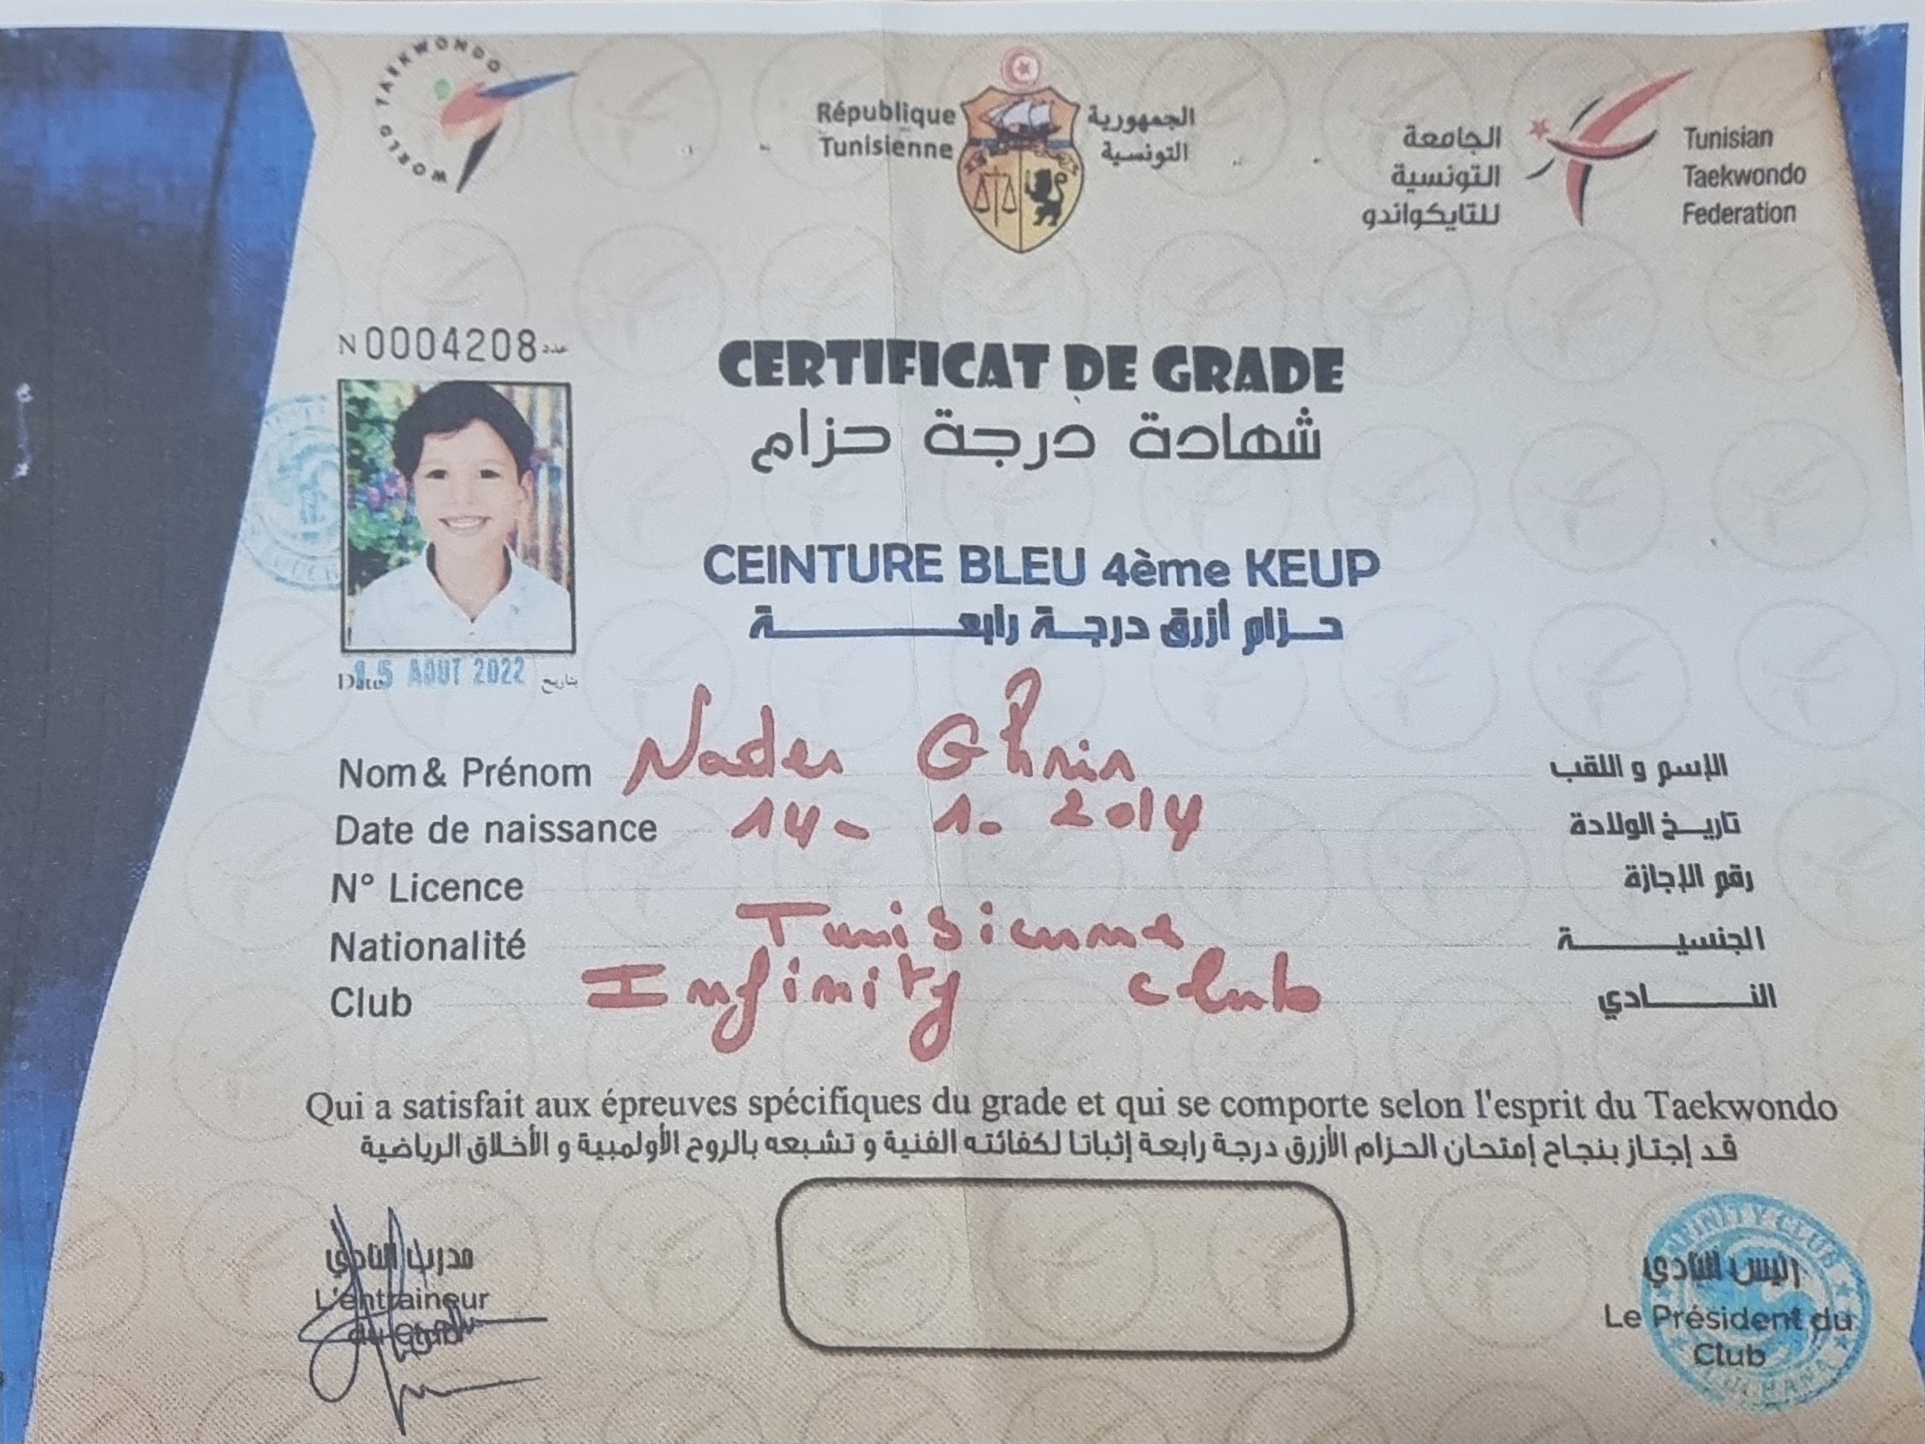 WORLD TAEKWONDO
République
Tunisienne
الجمهورية
التونسية
الجامعة
التونسية
للتايكواندو
Tunisian
Taekwondo
Federation
N 0004208 عدد
CERTIFICAT DE GRADE
شهادة درجة حزام
CEINTURE BLEU 4ème KEUP
حزام أزرق درجة رابعة
Date 15 AOUT 2022 بتاريخ
Nom & Prénom Nader Ghrir الإسم و اللقب
Date de naissance 14 - 1. 2014 تاريخ الولادة
N° Licence رقم الإجازة
Nationalité Tunisienne الجنسية
Club Infinity club النادي
Qui a satisfait aux épreuves spécifiques du grade et qui se comporte selon l'esprit du Taekwondo
قد إجتاز بنجاح إمتحان الحزام الأزرق درجة رابعة إثباتا لكفائته الفنية و تشبعه بالروح الأولمبية و الأخلاق الرياضية
مدرب النادي
L'entraineur
du Club
رئيس النادي
Le Président du
Club
INFINITY CLUB